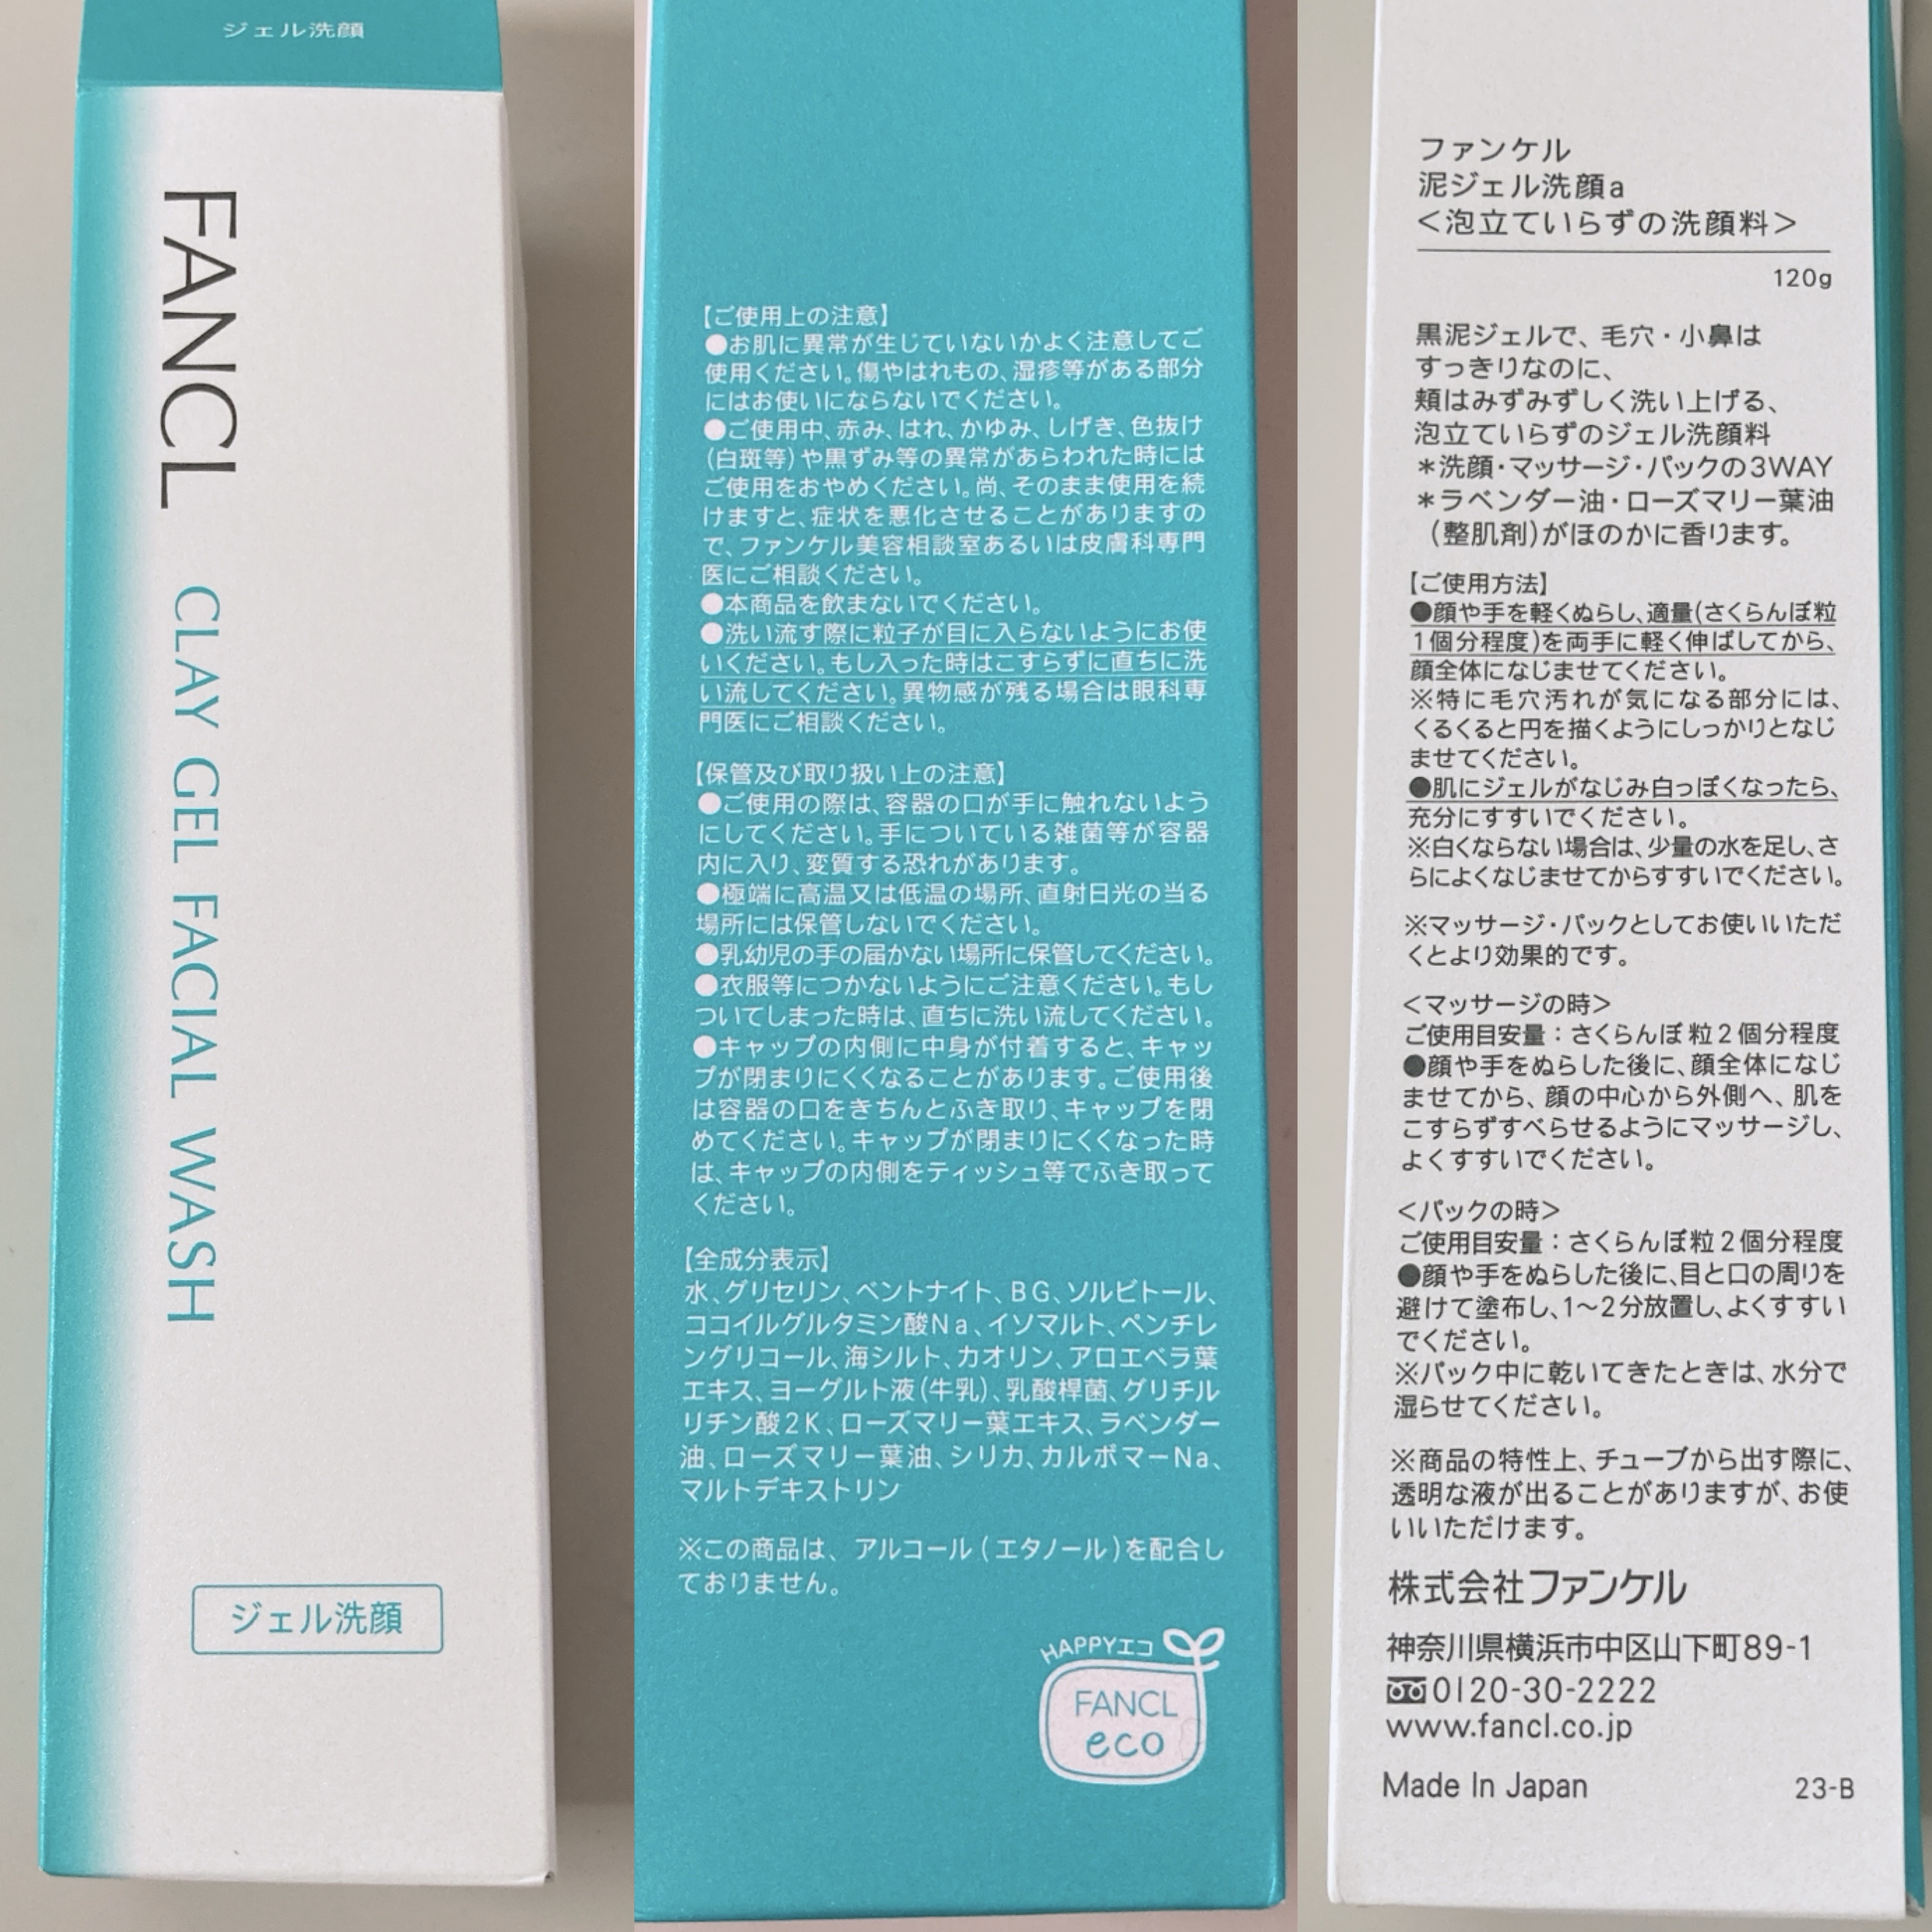 ジェル洗顔
FANCL
CLAY GEL FACIAL WASH
ジェル洗顔
【ご使用上の注意】
●お肌に異常が生じていないかよく注意してご
使用ください。傷やはれもの、湿疹等がある部分
にはお使いにならないでください。
●ご使用中、赤み、はれ、かゆみ、しげき、色抜け
(白斑等)や黒ずみ等の異常があらわれた時には
ご使用をおやめください。尚、そのまま使用を続
けますと、症状を悪化させることがありますの
で、ファンケル美容相談室あるいは皮膚科専門
医にご相談ください。
●本商品を飲まないでください。
●洗い流す際に粒子が目に入らないようにお使
いください。もし入った時はこすらずに直ちに洗
い流してください。異物感が残る場合は眼科専
門医にご相談ください。
【保管及び取り扱い上の注意】
●ご使用の際は、容器の口が手に触れないよう
にしてください。手についている雑菌等が容器
内に入り、変質する恐れがあります。
●極端に高温又は低温の場所、直射日光の当る
場所には保管しないでください。
●乳幼児の手の届かない場所に保管してください。
●衣服等につかないようにご注意ください。もし
ついてしまった時は、直ちに洗い流してください。
●キャップの内側に中身が付着すると、キャッ
プが閉まりにくくなることがあります。ご使用後
は容器の口をきちんとふき取り、キャップを閉
めてください。キャップが閉まりにくくなった時
は、キャップの内側をティッシュ等でふき取って
ください。
【全成分表示】
水、グリセリン、ベントナイト、BG、ソルビトール、
ココイルグルタミン酸Na、イソマルト、ペンチレ
ングリコール、海シルト、カオリン、アロエベラ葉
エキス、ヨーグルト液(牛乳)、乳酸桿菌、グリチル
リチン酸2K、ローズマリー葉エキス、ラベンダー
油、ローズマリー葉油、シリカ、カルボマーNa、
マルトデキストリン
※この商品は、アルコール(エタノール)を配合し
ておりません。
HAPPYエコ
FANCL
eco
ファンケル
泥ジェル洗顔a
＜泡立ていらずの洗顔料＞
120g
黒泥ジェルで、毛穴・小鼻は
すっきりなのに、
頬はみずみずしく洗い上げる、
泡立ていらずのジェル洗顔料
＊洗顔・マッサージ・パックの3WAY
＊ラベンダー油・ローズマリー葉油
(整肌剤)がほのかに香ります。
【ご使用方法】
●顔や手を軽くぬらし、適量(さくらんぼ粒
1個分程度)を両手に軽く伸ばしてから、
顔全体になじませてください。
※特に毛穴汚れが気になる部分には、
くるくると円を描くようにしっかりとなじ
ませてください。
●肌にジェルがなじみ白っぽくなったら、
充分にすすいでください。
※白くならない場合は、少量の水を足し、さ
らによくなじませてからすすいでください。
※マッサージ・パックとしてお使いいただ
くとより効果的です。
＜マッサージの時＞
ご使用目安量：さくらんぼ粒2個分程度
●顔や手をぬらした後に、顔全体になじ
ませてから、顔の中心から外側へ、肌を
こすらずすべらせるようにマッサージし、
よくすすいでください。
＜パックの時＞
ご使用目安量：さくらんぼ粒2個分程度
●顔や手をぬらした後に、目と口の周りを
避けて塗布し、1～2分放置し、よくすすい
でください。
※パック中に乾いてきたときは、水分で
湿らせてください。
※商品の特性上、チューブから出す際に、
透明な液が出ることがありますが、お使
いいただけます。
株式会社ファンケル
神奈川県横浜市中区山下町89-1
0120-30-2222
www.fancl.co.jp
Made In Japan 23-B